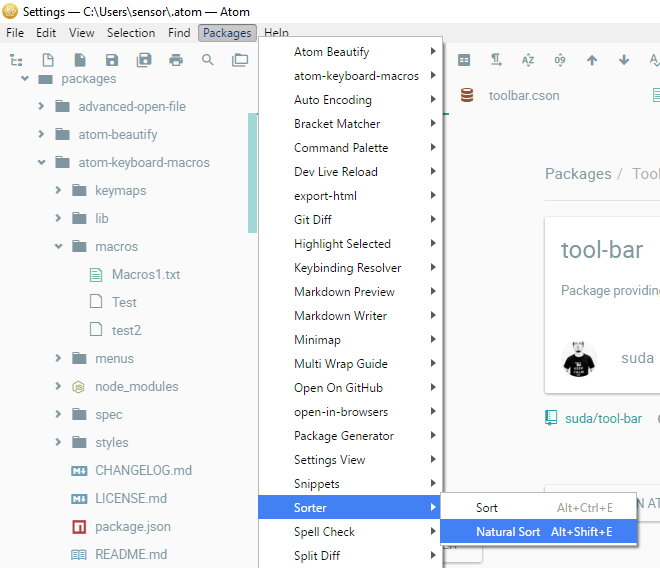 Settings — C:\Users\sensor\.atom — Atom
File Edit View Selection Find Packages Help
packages
advanced-open-file
atom-beautify
atom-keyboard-macros
keymaps
lib
macros
Macros1.txt
Test
test2
menus
node_modules
spec
styles
CHANGELOG.md
LICENSE.md
package.json
README.md
Atom Beautify
atom-keyboard-macros
Auto Encoding
Bracket Matcher
Command Palette
Dev Live Reload
export-html
Git Diff
Highlight Selected
Keybinding Resolver
Markdown Preview
Markdown Writer
Minimap
Multi Wrap Guide
Open On GitHub
open-in-browsers
Package Generator
Settings View
Snippets
Sorter
Spell Check
Split Diff
Sort Alt+Ctrl+E
Natural Sort Alt+Shift+E
toolbar.cson
Packages / Tool
tool-bar
Package providing
suda
suda/tool-bar